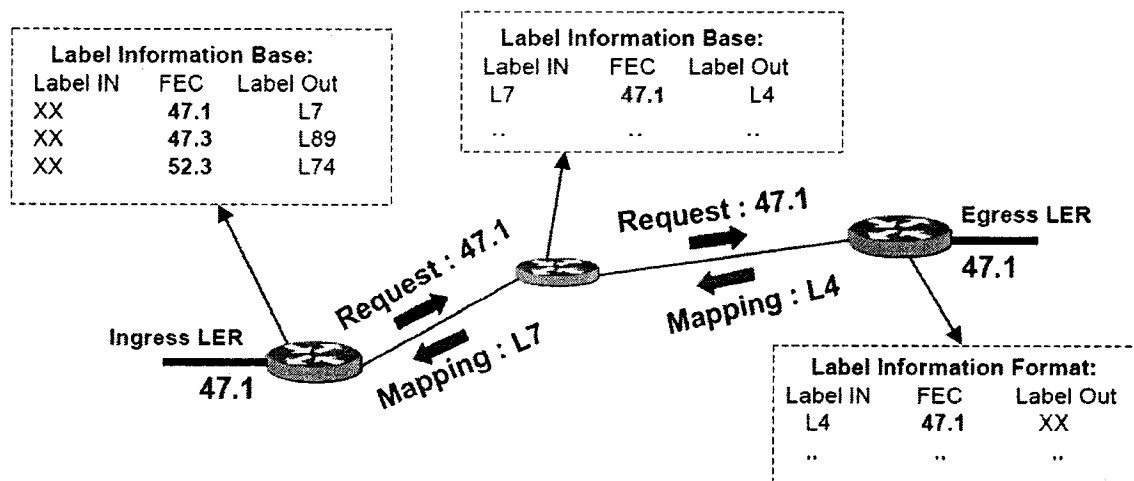 Label Information Base:
Label IN FEC Label Out
XX 47.1 L7
XX 47.3 L89
XX 52.3 L74
Label Information Base:
Label IN FEC Label Out
L7 47.1 L4
.. .. ..
Request : 47.1
Mapping : L7
Request : 47.1
Mapping : L4
Ingress LER
47.1
Egress LER
47.1
Label Information Format:
Label IN FEC Label Out
L4 47.1 XX
.. .. ..